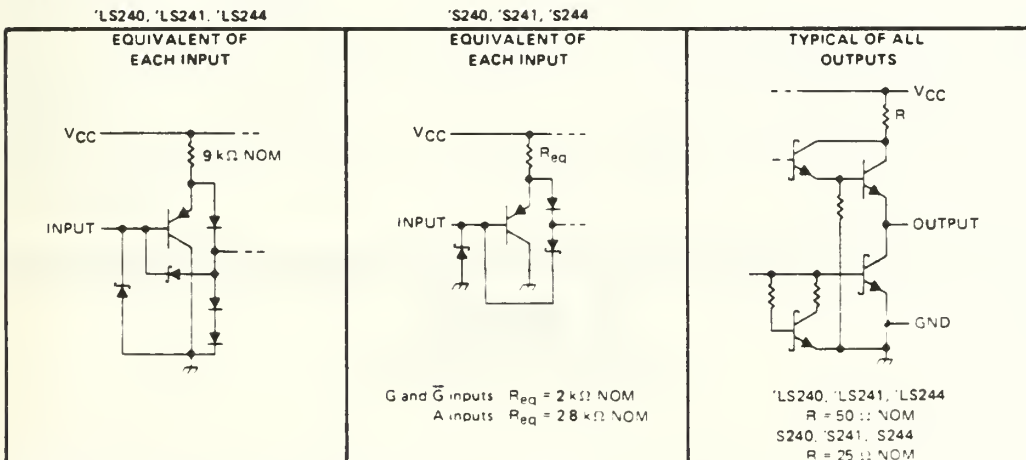 'LS240, 'LS241, 'LS244
EQUIVALENT OF
EACH INPUT
VCC
9 kΩ NOM
INPUT
'S240, 'S241, 'S244
EQUIVALENT OF
EACH INPUT
VCC
Req
INPUT
G and G̅ inputs Req = 2 kΩ NOM
A inputs Req = 2.8 kΩ NOM
TYPICAL OF ALL
OUTPUTS
VCC
R
OUTPUT
GND
'LS240, 'LS241, 'LS244
R = 50 Ω NOM
S240, 'S241, S244
R = 25 Ω NOM